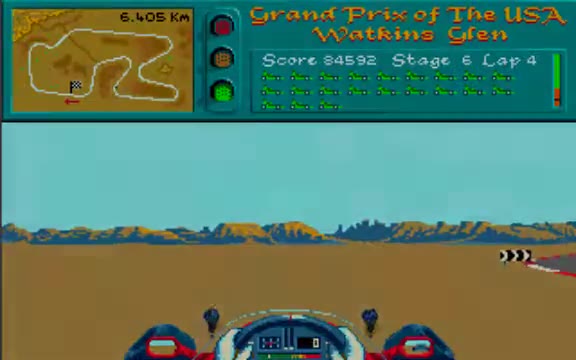 6.405 Km
Grand Prix of The USA
Watkins Glen
Score 84592 Stage 6 Lap 4